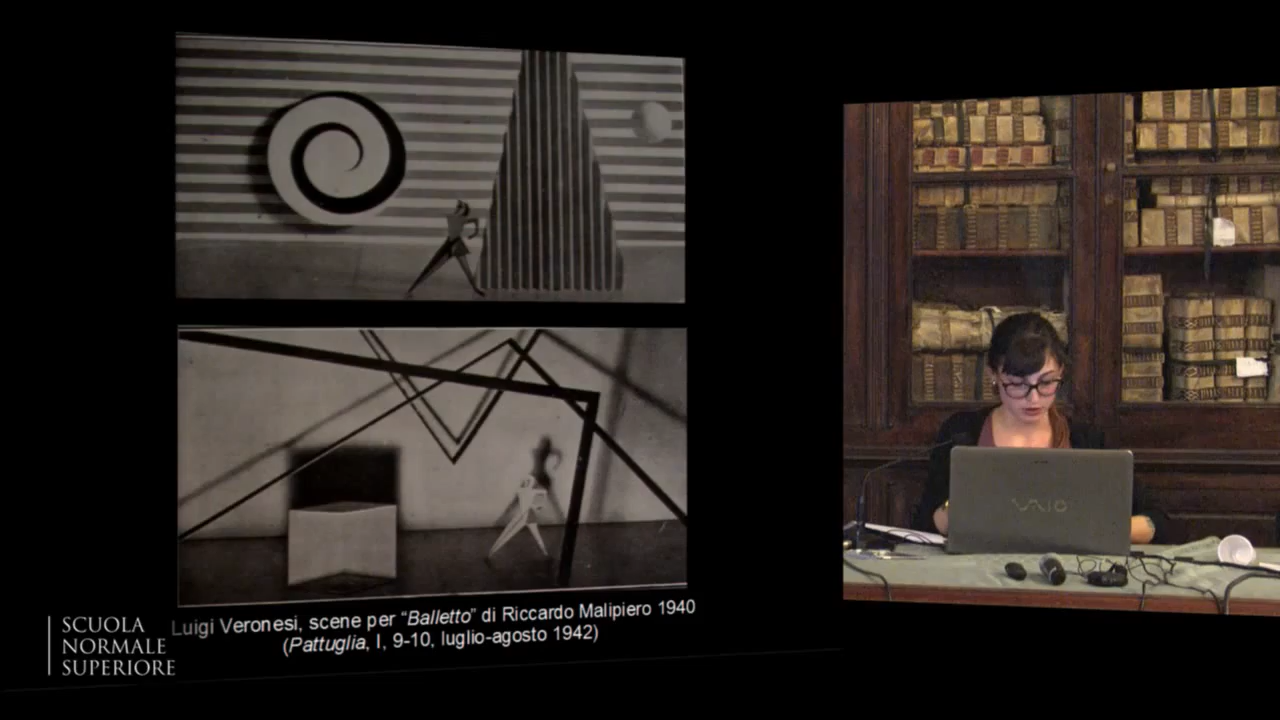 Luigi Veronesi, scene per “Balletto” di Riccardo Malipiero 1940
(Pattuglia, I, 9-10, luglio-agosto 1942)
SCUOLA
NORMALE
SUPERIORE
VAIO